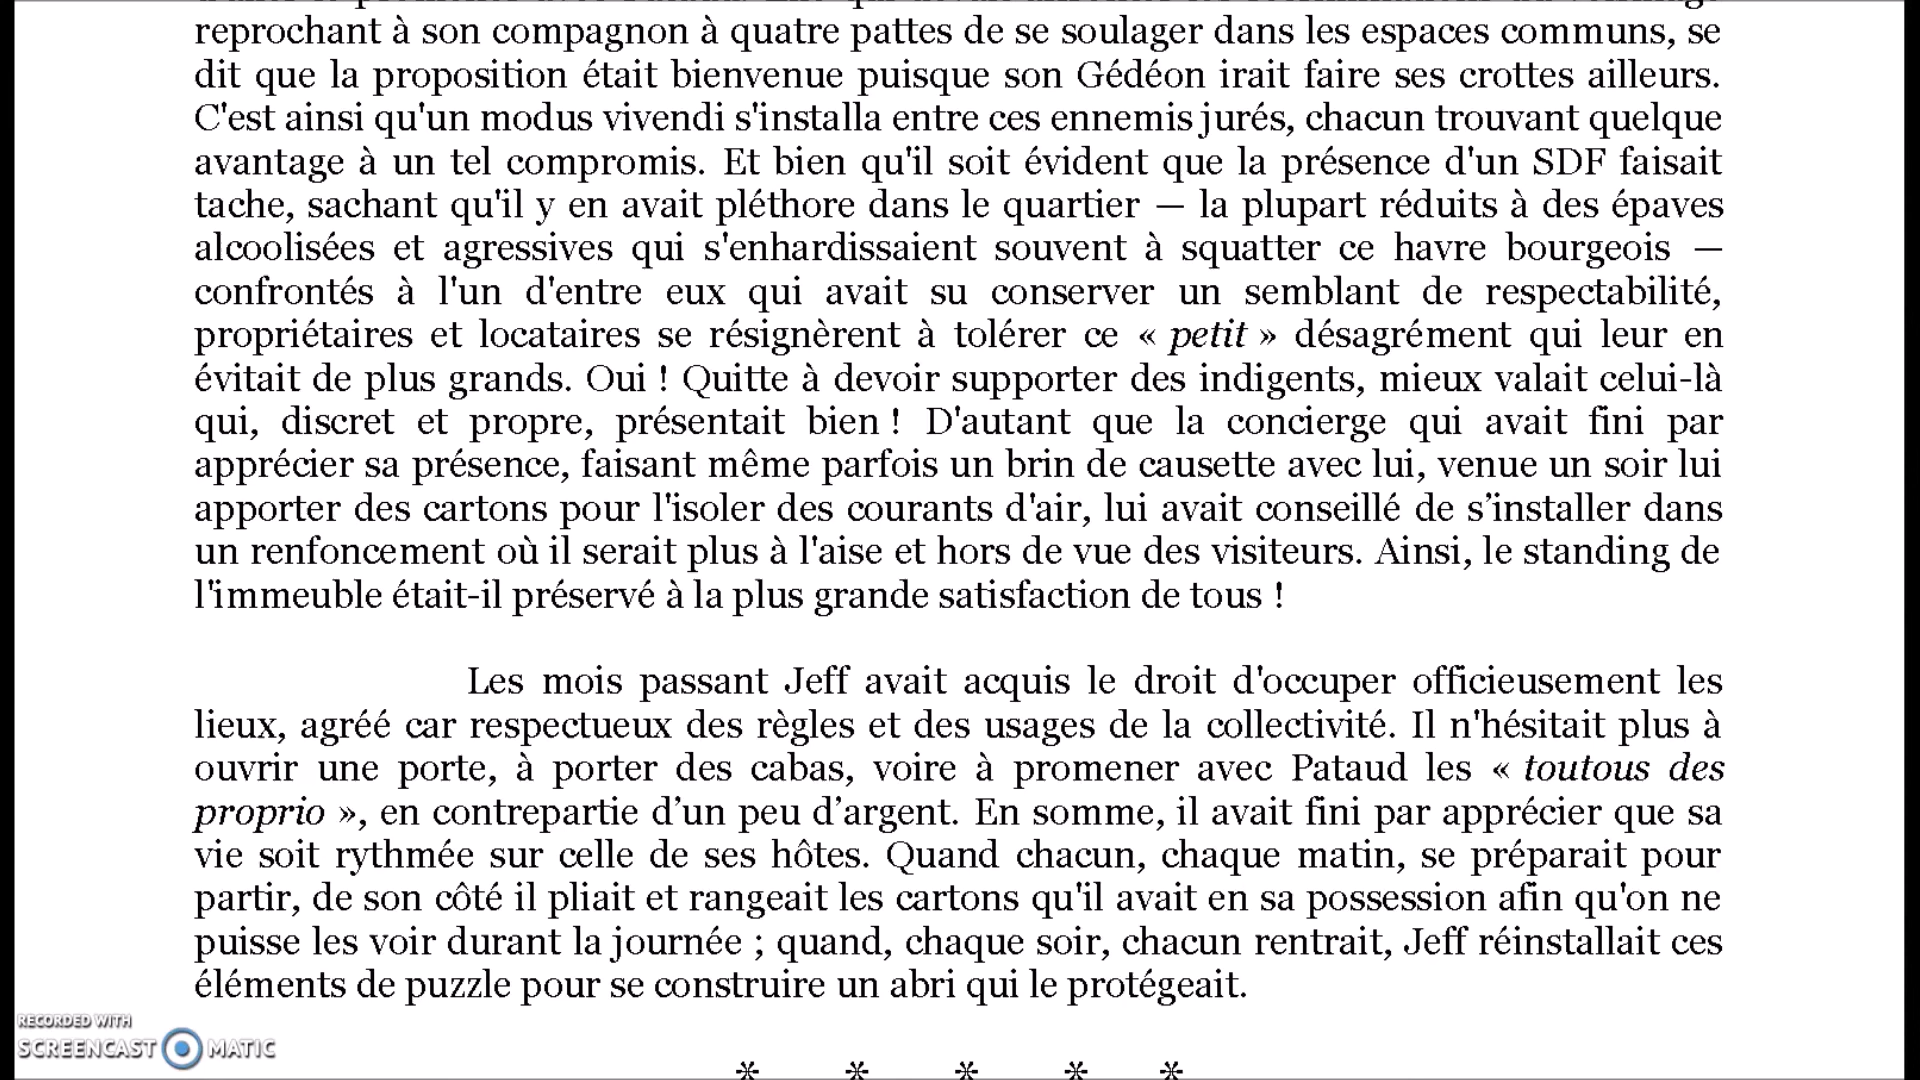 reprochant à son compagnon à quatre pattes de se soulager dans les espaces communs, se
dit que la proposition était bienvenue puisque son Gédéon irait faire ses crottes ailleurs.
C'est ainsi qu'un modus vivendi s'installa entre ces ennemis jurés, chacun trouvant quelque
avantage à un tel compromis. Et bien qu'il soit évident que la présence d'un SDF faisait
tache, sachant qu'il y en avait pléthore dans le quartier — la plupart réduits à des épaves
alcoolisées et agressives qui s'enhardissaient souvent à squatter ce havre bourgeois —
confrontés à l'un d'entre eux qui avait su conserver un semblant de respectabilité,
propriétaires et locataires se résignèrent à tolérer ce « petit » désagrément qui leur en
évitait de plus grands. Oui ! Quitte à devoir supporter des indigents, mieux valait celui-là
qui, discret et propre, présentait bien ! D'autant que la concierge qui avait fini par
apprécier sa présence, faisant même parfois un brin de causette avec lui, venue un soir lui
apporter des cartons pour l'isoler des courants d'air, lui avait conseillé de s’installer dans
un renfoncement où il serait plus à l'aise et hors de vue des visiteurs. Ainsi, le standing de
l'immeuble était-il préservé à la plus grande satisfaction de tous !
Les mois passant Jeff avait acquis le droit d'occuper officieusement les
lieux, agréé car respectueux des règles et des usages de la collectivité. Il n'hésitait plus à
ouvrir une porte, à porter des cabas, voire à promener avec Pataud les « toutous des
proprio », en contrepartie d’un peu d’argent. En somme, il avait fini par apprécier que sa
vie soit rythmée sur celle de ses hôtes. Quand chacun, chaque matin, se préparait pour
partir, de son côté il pliait et rangeait les cartons qu'il avait en sa possession afin qu'on ne
puisse les voir durant la journée ; quand, chaque soir, chacun rentrait, Jeff réinstallait ces
éléments de puzzle pour se construire un abri qui le protégeait.
RECORDED WITH
SCREENCAST MATIC
* * * * *